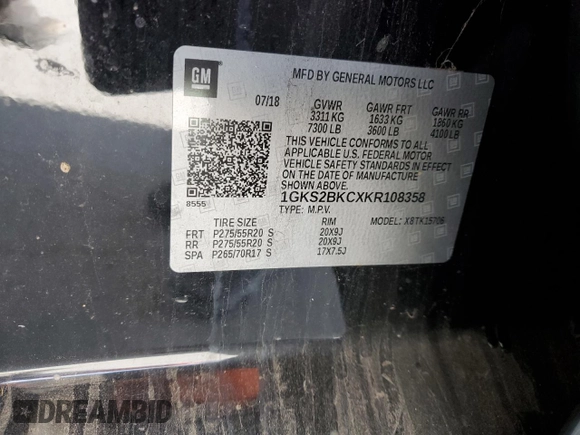 GM
MFD BY GENERAL MOTORS LLC
07/18
GVWR GAWR FRT GAWR RR
3311 KG 1633 KG 1860 KG
7300 LB 3600 LB 4100 LB
THIS VEHICLE CONFORMS TO ALL
APPLICABLE U.S. FEDERAL MOTOR
VEHICLE SAFETY STANDARDS IN EFFECT
ON THE DATE OF MANUFACTURE
SHOWN ABOVE.
1GKS2BKCXKR108358
8555
TYPE: M.P.V. MODEL: X8TK15706
TIRE SIZE RIM
FRT P275/55R20 S 20X9J
RR P275/55R20 S 20X9J
SPA P265/70R17 S 17X7.5J
DREAMBID